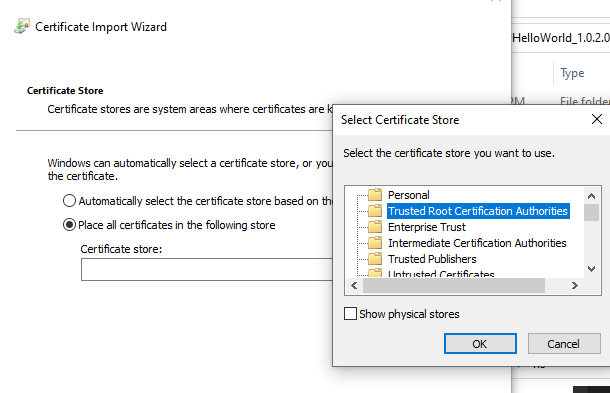 Certificate Import Wizard
HelloWorld_1.0.2.0
Type
Certificate Store
Certificate stores are system areas where certificates are
File folder
Select Certificate Store
Select the certificate store you want to use.
Windows can automatically select a certificate store, or
the certificate.
Personal
Automatically select the certificate store based on
Trusted Root Certification Authorities
Place all certificates in the following store
Enterprise Trust
Certificate store:
Intermediate Certification Authorities
Trusted Publishers
Untrusted Certificates
Show physical stores
OK
Cancel